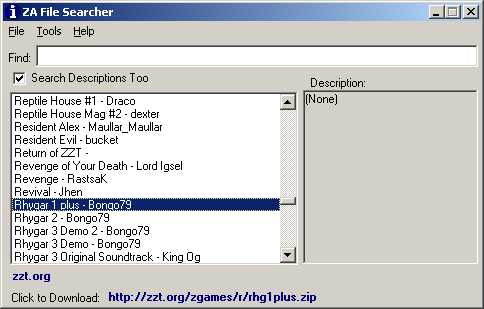 ZA File Searcher
File Tools Help
Find:
Search Descriptions Too
Description:
(None)
Reptile House #1 - Draco
Reptile House Mag #2 - dexter
Resident Alex - Maullar_Maullar
Resident Evil - bucket
Return of ZZT -
Revenge of Your Death - Lord Igsel
Revenge - RastsaK
Revival - Jhen
Rhygar 1 plus - Bongo79
Rhygar 2 - Bongo79
Rhygar 3 Demo 2 - Bongo79
Rhygar 3 Demo - Bongo79
Rhygar 3 Original Soundtrack - King Og
zzt.org
Click to Download: http://zzt.org/zgames/r/rhg1plus.zip